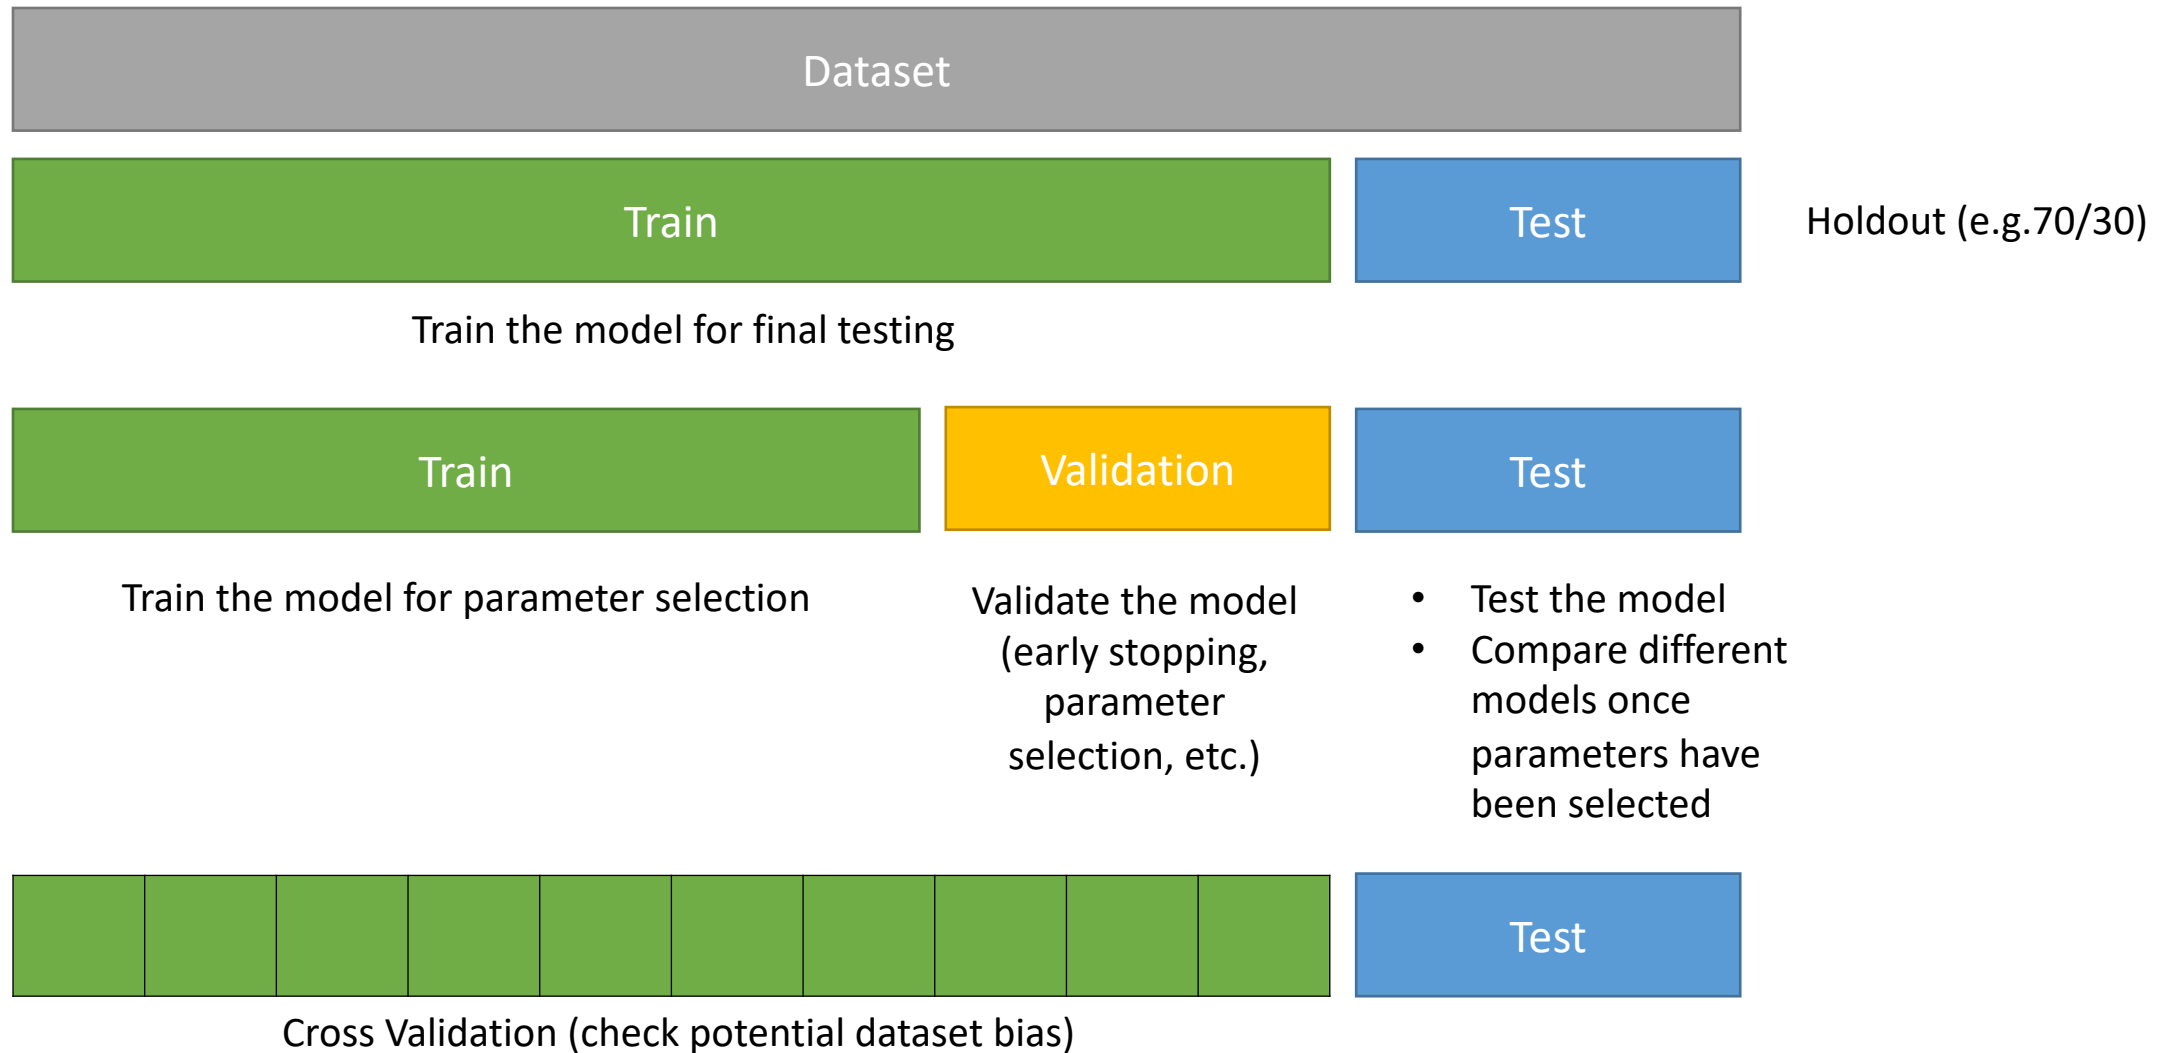 Dataset
Train
Test
Holdout (e.g.70/30)
Train the model for final testing
Train
Validation
Test
Train the model for parameter selection
Validate the model
(early stopping,
parameter
selection, etc.)
• Test the model
• Compare different
models once
parameters have
been selected
Test
Cross Validation (check potential dataset bias)